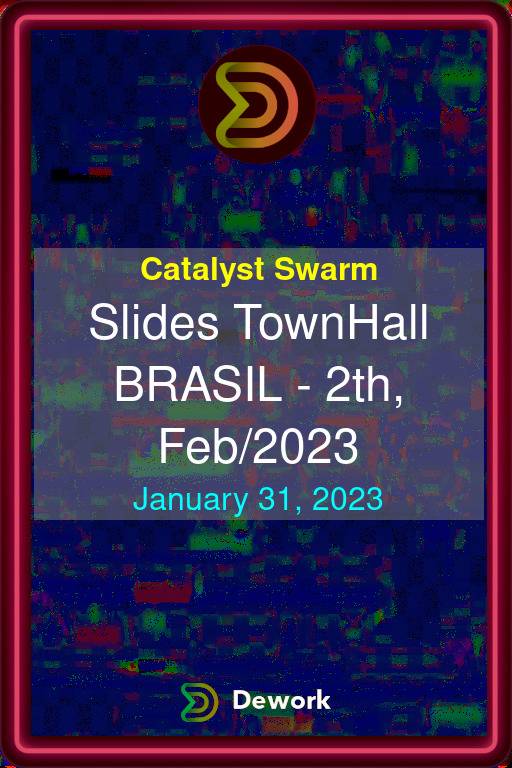 Catalyst Swarm
Slides TownHall
BRASIL - 2th,
Feb/2023
January 31, 2023
Dework